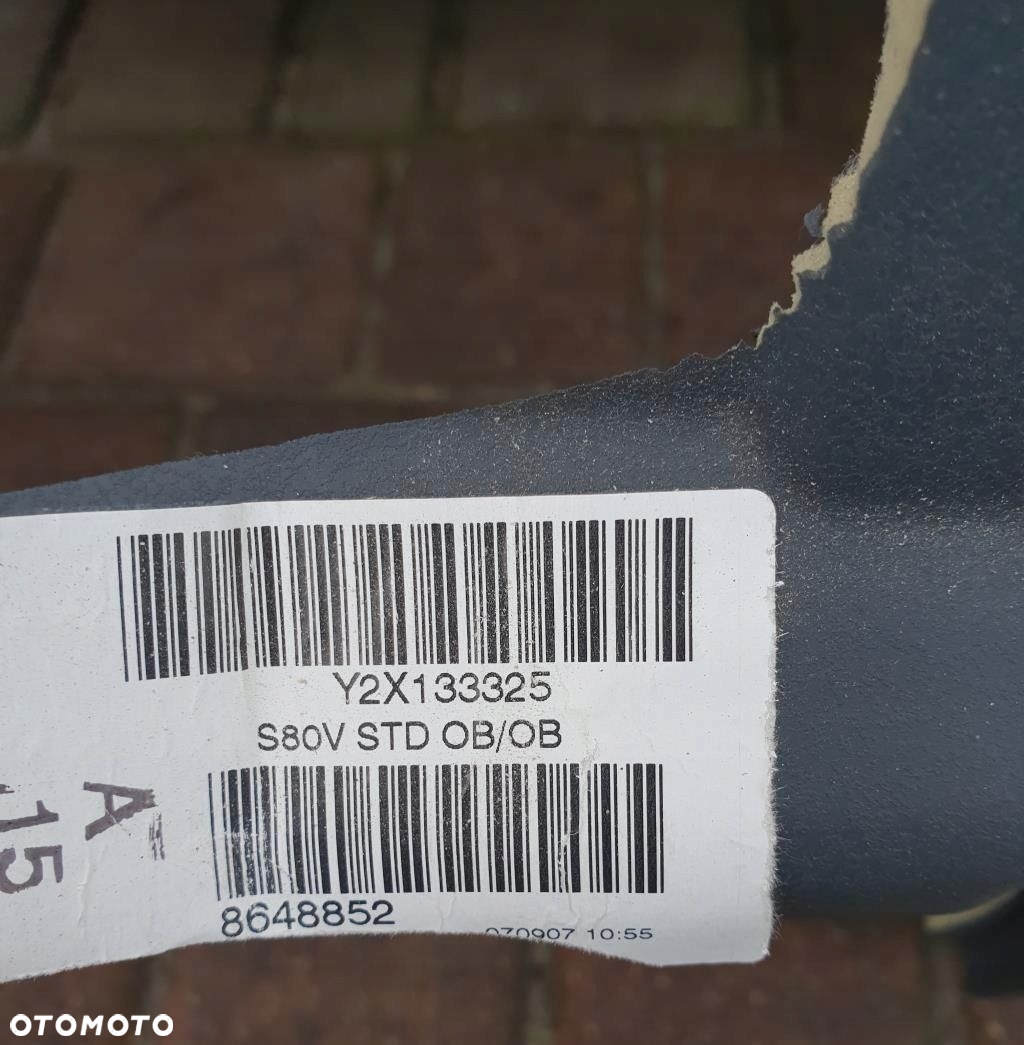 Y2X133325
S80V STD OB/OB
A
15
8648852
070907 10:55
OTOMOTO